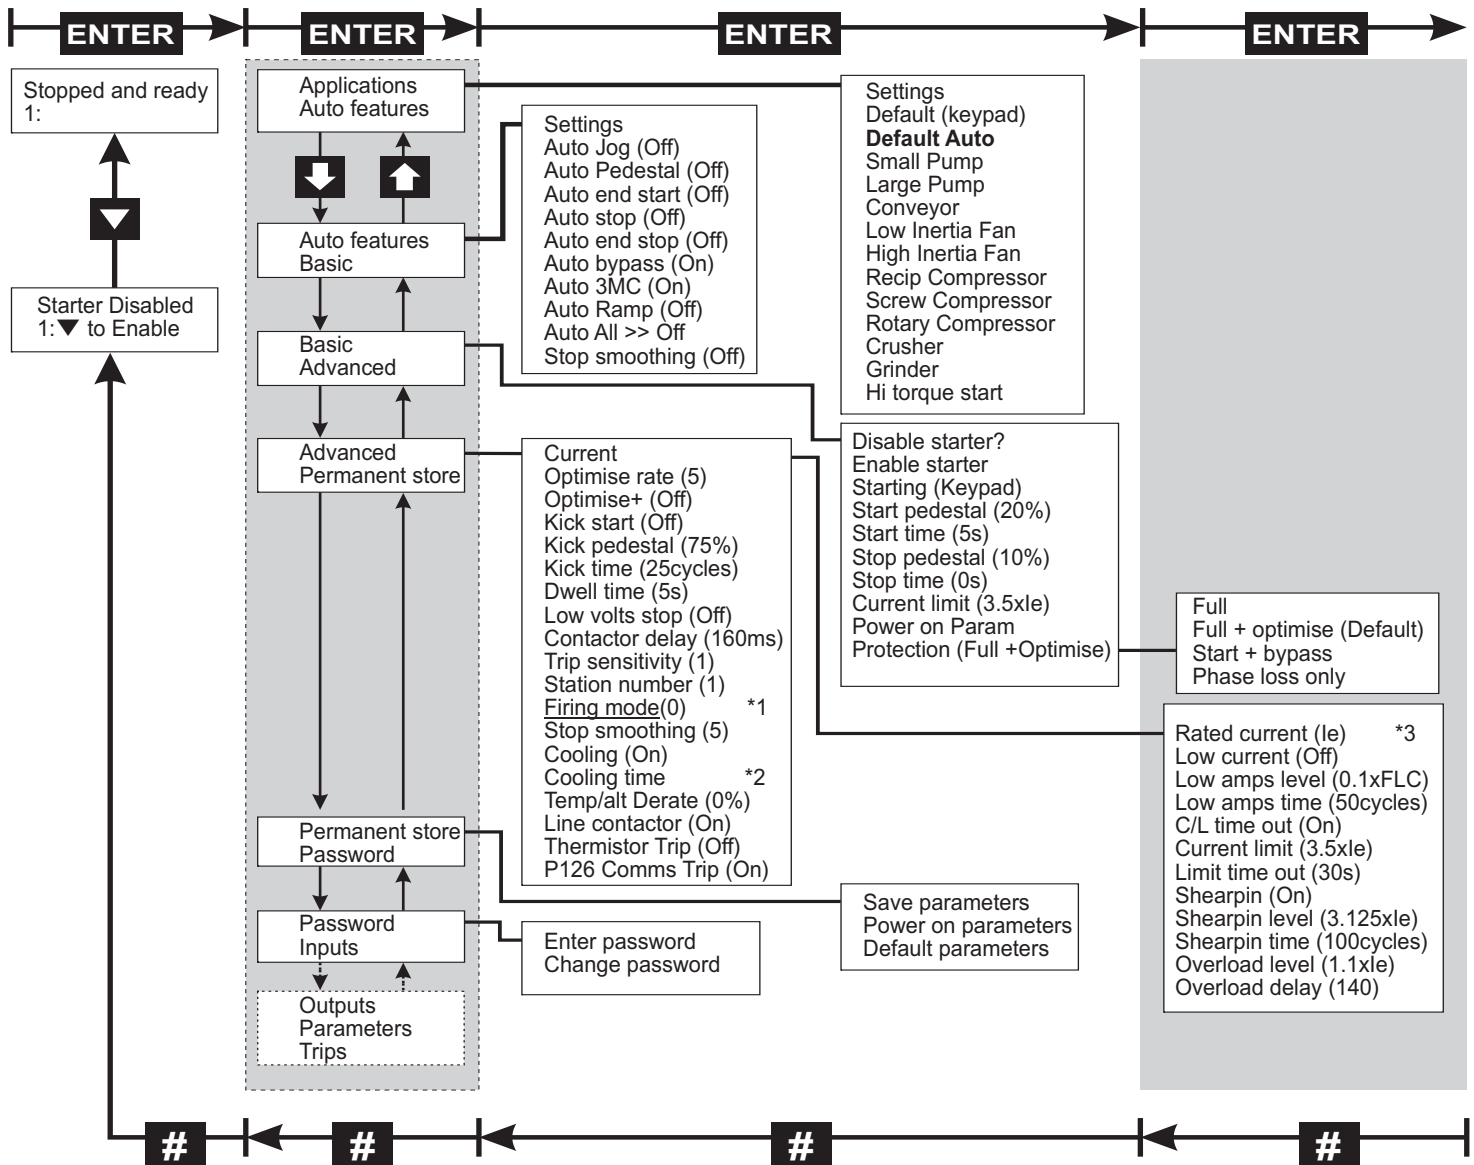 ENTER
ENTER
ENTER
ENTER
Stopped and ready
1:
Starter Disabled
1:▼ to Enable
Applications
Auto features
Auto features
Basic
Basic
Advanced
Advanced
Permanent store
Permanent store
Password
Password
Inputs
Outputs
Parameters
Trips
Settings
Auto Jog (Off)
Auto Pedestal (Off)
Auto end start (Off)
Auto stop (Off)
Auto end stop (Off)
Auto bypass (On)
Auto 3MC (On)
Auto Ramp (Off)
Auto All >> Off
Stop smoothing (Off)
Current
Optimise rate (5)
Optimise+ (Off)
Kick start (Off)
Kick pedestal (75%)
Kick time (25cycles)
Dwell time (5s)
Low volts stop (Off)
Contactor delay (160ms)
Trip sensitivity (1)
Station number (1)
Firing mode(0) *1
Stop smoothing (5)
Cooling (On)
Cooling time *2
Temp/alt Derate (0%)
Line contactor (On)
Thermistor Trip (Off)
P126 Comms Trip (On)
Enter password
Change password
Settings
Default (keypad)
Default Auto
Small Pump
Large Pump
Conveyor
Low Inertia Fan
High Inertia Fan
Recip Compressor
Screw Compressor
Rotary Compressor
Crusher
Grinder
Hi torque start
Disable starter?
Enable starter
Starting (Keypad)
Start pedestal (20%)
Start time (5s)
Stop pedestal (10%)
Stop time (0s)
Current limit (3.5xIe)
Power on Param
Protection (Full +Optimise)
Save parameters
Power on parameters
Default parameters
Full
Full + optimise (Default)
Start + bypass
Phase loss only
Rated current (Ie) *3
Low current (Off)
Low amps level (0.1xFLC)
Low amps time (50cycles)
C/L time out (On)
Current limit (3.5xIe)
Limit time out (30s)
Shearpin (On)
Shearpin level (3.125xIe)
Shearpin time (100cycles)
Overload level (1.1xIe)
Overload delay (140)
#
#
#
#